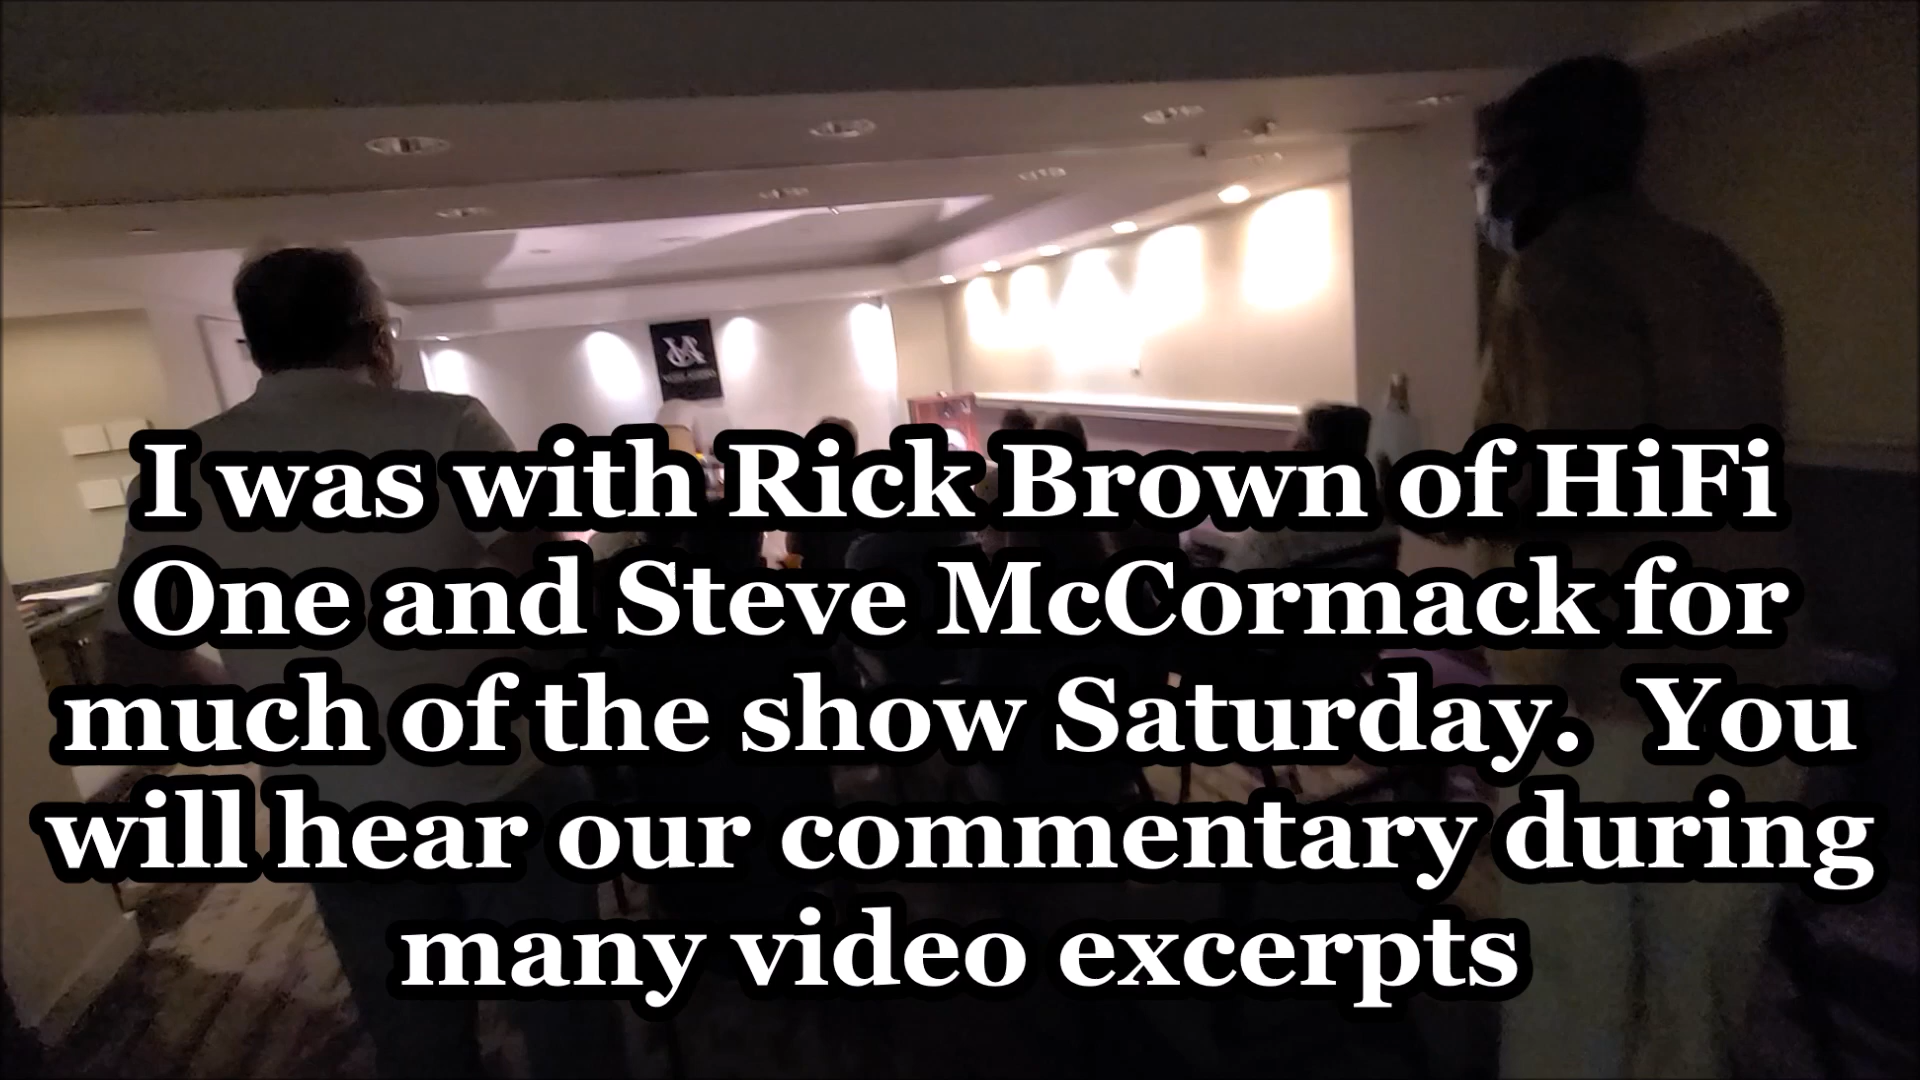 I was with Rick Brown of HiFi
One and Steve McCormack for
much of the show Saturday.  You
will hear our commentary during
many video excerpts